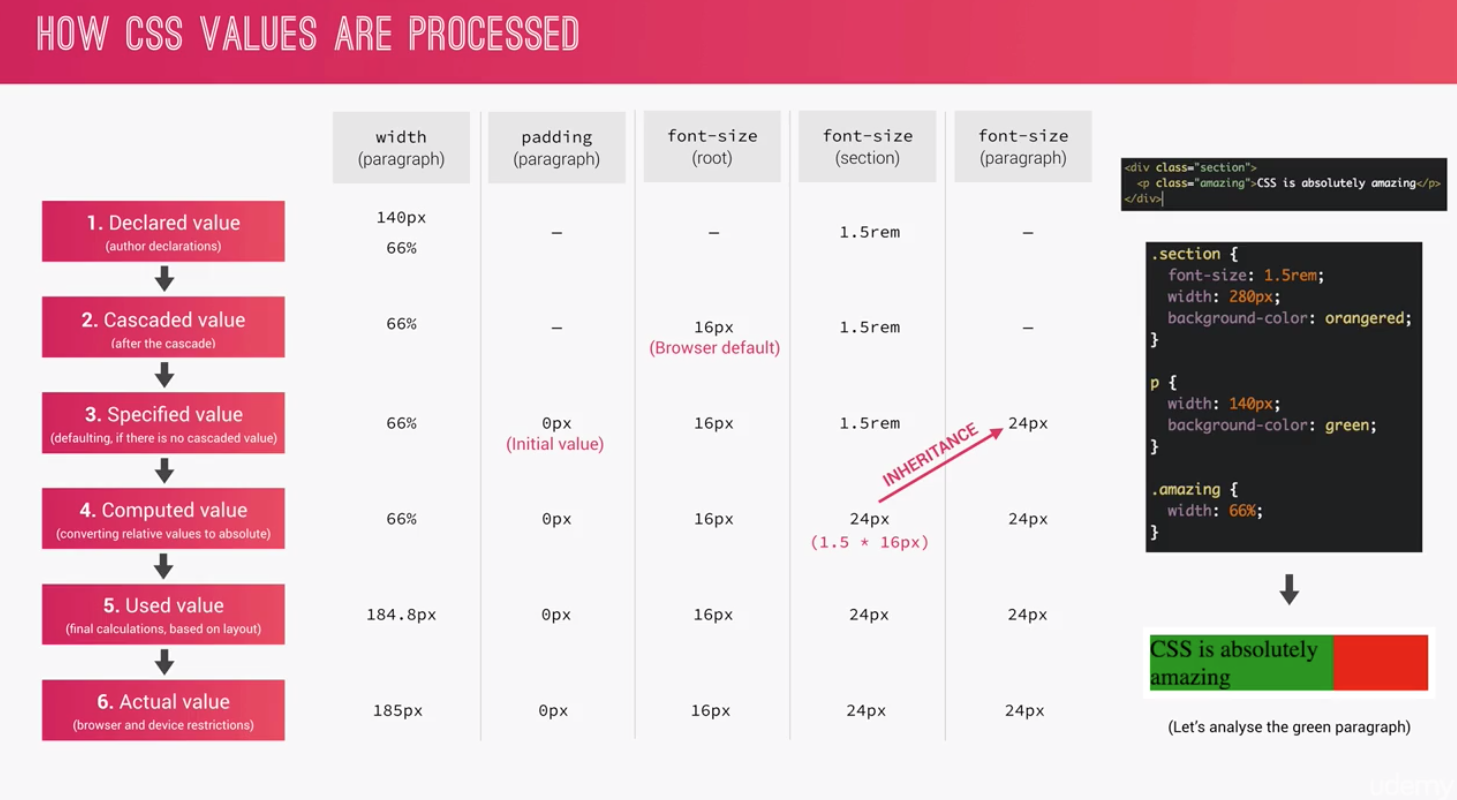 HOW CSS VALUES ARE PROCESSED
width
(paragraph)
padding
(paragraph)
font-size
(root)
font-size
(section)
font-size
(paragraph)
1. Declared value
(author declarations)
140px
66%
–
–
1.5rem
–
2. Cascaded value
(after the cascade)
66%
–
16px
(Browser default)
1.5rem
–
3. Specified value
(defaulting, if there is no cascaded value)
66%
0px
(Initial value)
16px
1.5rem
INHERITANCE
24px
4. Computed value
(converting relative values to absolute)
66%
0px
16px
24px
(1.5 * 16px)
24px
5. Used value
(final calculations, based on layout)
184.8px
0px
16px
24px
24px
6. Actual value
(browser and device restrictions)
185px
0px
16px
24px
24px
<div class="section">
<p class="amazing">CSS is absolutely amazing</p>
</div>
.section {
font-size: 1.5rem;
width: 280px;
background-color: orangered;
}
p {
width: 140px;
background-color: green;
}
.amazing {
width: 66%;
}
CSS is absolutely
amazing
(Let's analyse the green paragraph)
udemy